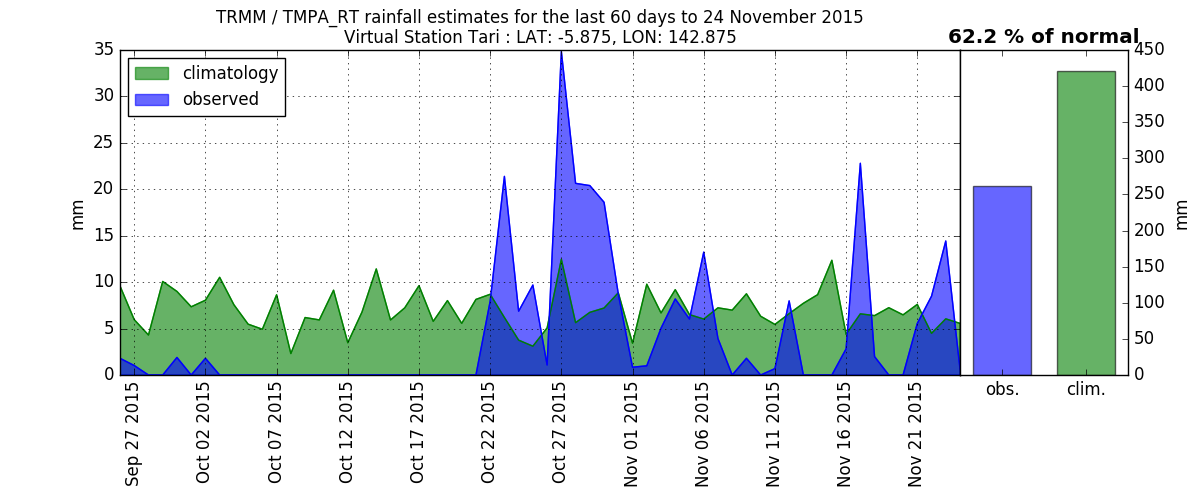 TRMM / TMPA_RT rainfall estimates for the last 60 days to 24 November 2015
Virtual Station Tari : LAT: -5.875, LON: 142.875
62.2 % of normal
climatology
observed
mm
35
30
25
20
15
10
5
0
Sep 27 2015
Oct 02 2015
Oct 07 2015
Oct 12 2015
Oct 17 2015
Oct 22 2015
Oct 27 2015
Nov 01 2015
Nov 06 2015
Nov 11 2015
Nov 16 2015
Nov 21 2015
obs.
clim.
450
400
350
300
250
200
150
100
50
0
mm